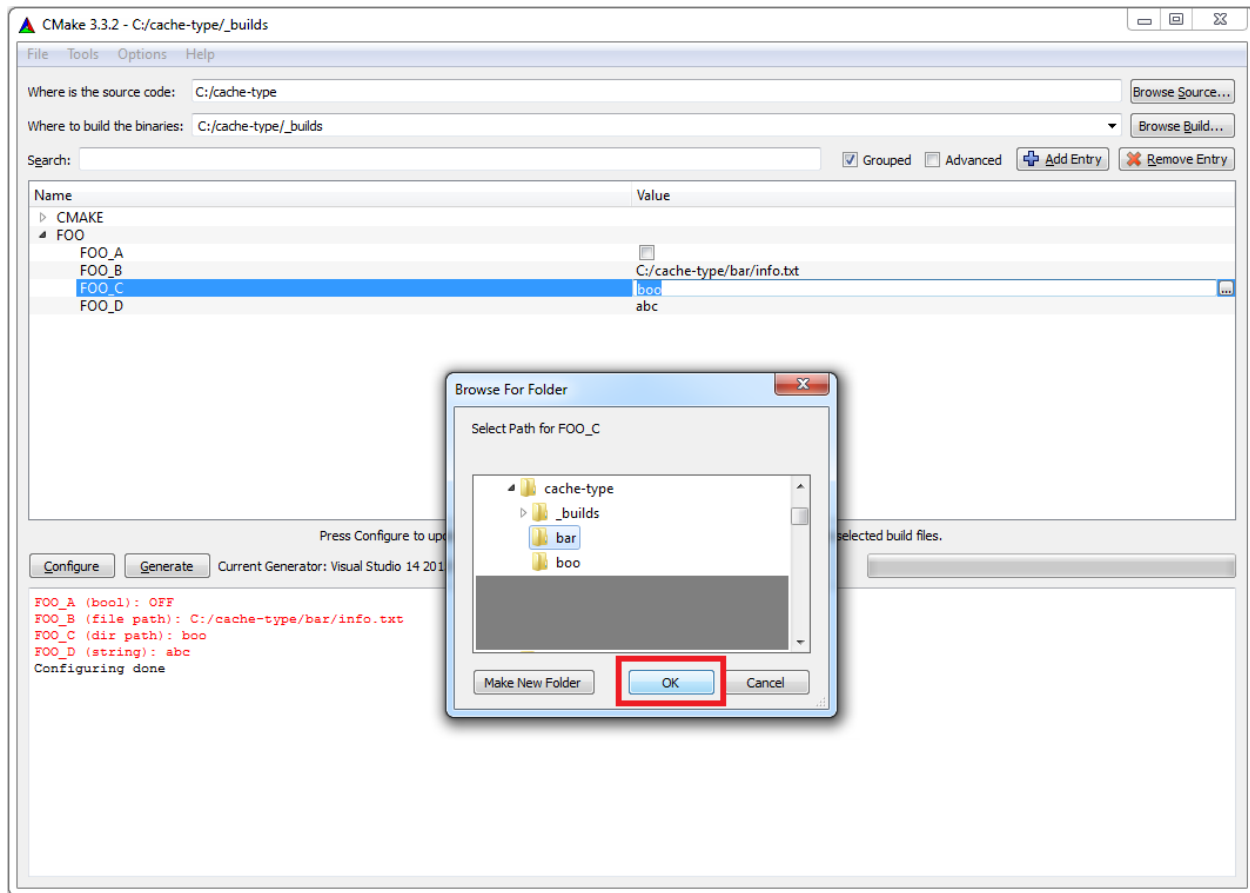 CMake 3.3.2 - C:/cache-type/_builds
File Tools Options Help
Where is the source code: C:/cache-type Browse Source...
Where to build the binaries: C:/cache-type/_builds Browse Build...
Search: Grouped Advanced Add Entry Remove Entry
Name Value
CMAKE
FOO
FOO_A
FOO_B C:/cache-type/bar/info.txt
FOO_C boo ...
FOO_D abc
Browse For Folder
Select Path for FOO_C
cache-type
_builds
bar
boo
Make New Folder OK Cancel
Press Configure to upd selected build files.
Configure Generate Current Generator: Visual Studio 14 201
FOO_A (bool): OFF
FOO_B (file path): C:/cache-type/bar/info.txt
FOO_C (dir path): boo
FOO_D (string): abc
Configuring done